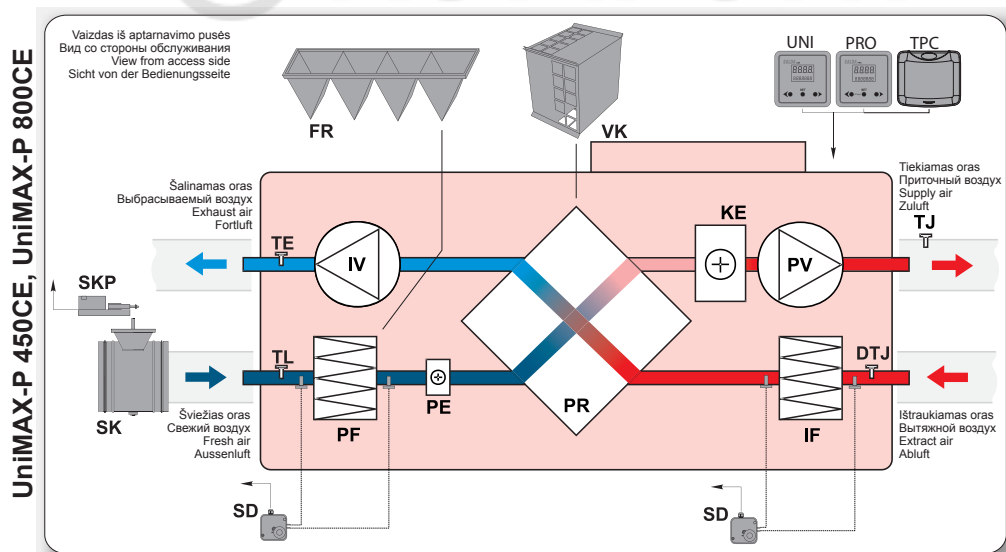 UniMAX-P 450CE, UniMAX-P 800CE
Vaizdas iš aptarnavimo pusės
Вид со стороны обслуживания
View from access side
Sicht von der Bedienungsseite
UNI PRO TPC
FR
VK
Šalinamas oras
Выбрасываемый воздух
Exhaust air
Fortluft
Tiekiamas oras
Приточный воздух
Supply air
Zuluft
TJ
KE
TE
IV
PV
SKP
TL
DTJ
PE
PR
SK
Šviežias oras
Свежий воздух
Fresh air
Aussenluft
PF
IF
Ištraukiamas oras
Вытяжной воздух
Extract air
Abluft
SD
SD